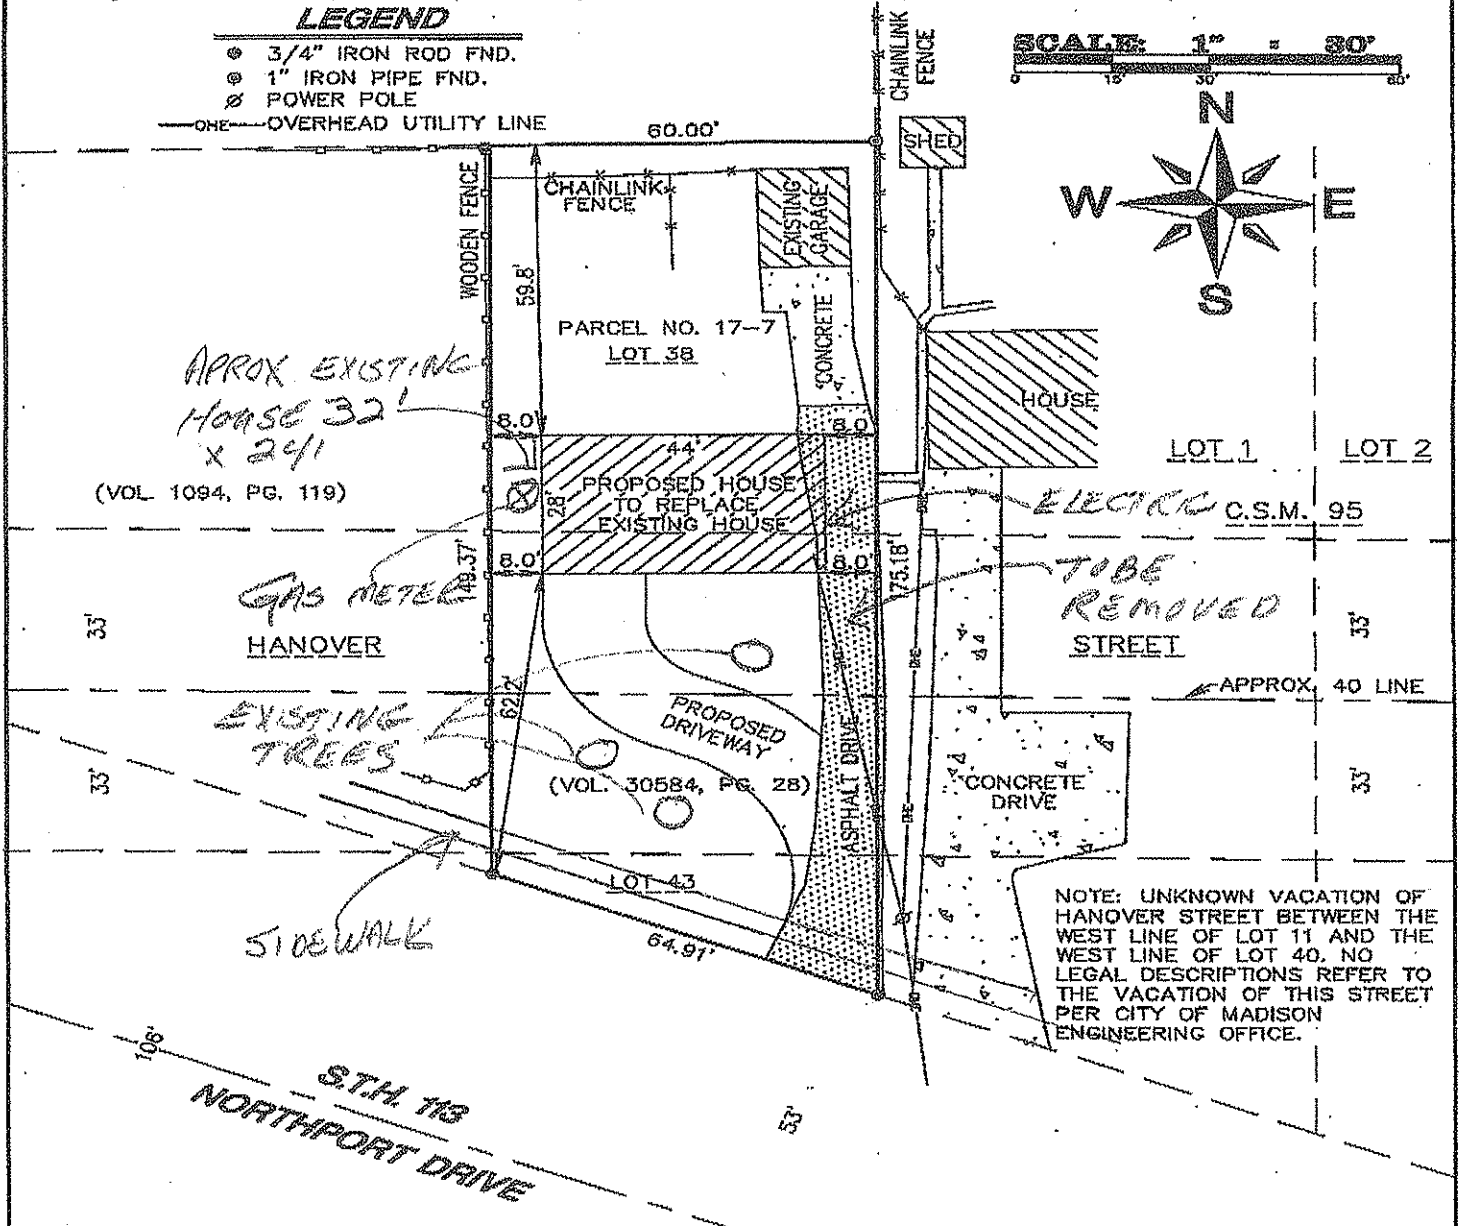 LEGEND
3/4" IRON ROD FND.
1" IRON PIPE FND.
POWER POLE
OHE OVERHEAD UTILITY LINE
SCALE: 1" = 30'
0 15' 30' 60'
N
W E
S
CHAINLINK
FENCE
60.00'
SHED
WOODEN FENCE
CHAINLINK
FENCE
EXISTING
GARAGE
59.8'
PARCEL NO. 17-7
LOT 38
CONCRETE
APROX EXISTING
HOUSE 32'
X 24'
(VOL. 1094, PG. 119)
8.0'
8.0
44'
28'
PROPOSED HOUSE
TO REPLACE
EXISTING HOUSE
8.0'
8.0'
HOUSE
LOT 1
LOT 2
ELECTRIC
C.S.M. 95
GAS METER
149.37'
175.18'
TO BE
REMOVED
33'
HANOVER
STREET
33'
APPROX. 40 LINE
62.2'
EXISTING
TREES
PROPOSED
DRIVEWAY
(VOL. 30584, PG. 28)
ASPHALT DRIVE
CONCRETE
DRIVE
33'
33'
LOT 43
SIDEWALK
64.91'
NOTE: UNKNOWN VACATION OF
HANOVER STREET BETWEEN THE
WEST LINE OF LOT 11 AND THE
WEST LINE OF LOT 40. NO
LEGAL DESCRIPTIONS REFER TO
THE VACATION OF THIS STREET
PER CITY OF MADISON
ENGINEERING OFFICE.
106'
S.T.H. 113
NORTHPORT DRIVE
53'